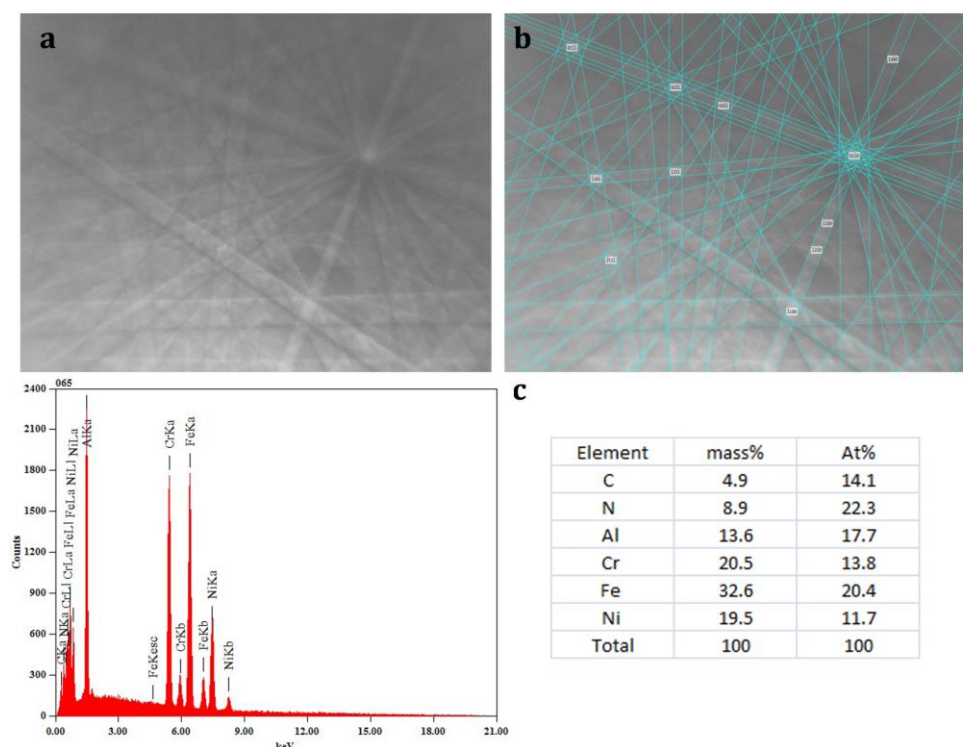 a
b
c
065
2400
2100
1800
1500
1200
900
600
300
0
Counts
CKa NKa CrLl CrLa FeLl FeLa NiLl NiLa
AlKa
FeKesc
CrKa
CrKb
FeKa
FeKb
NiKa
NiKb
0.00 3.00 6.00 9.00 12.00 15.00 18.00 21.00
keV
Element mass% At%
C 4.9 14.1
N 8.9 22.3
Al 13.6 17.7
Cr 20.5 13.8
Fe 32.6 20.4
Ni 19.5 11.7
Total 100 100